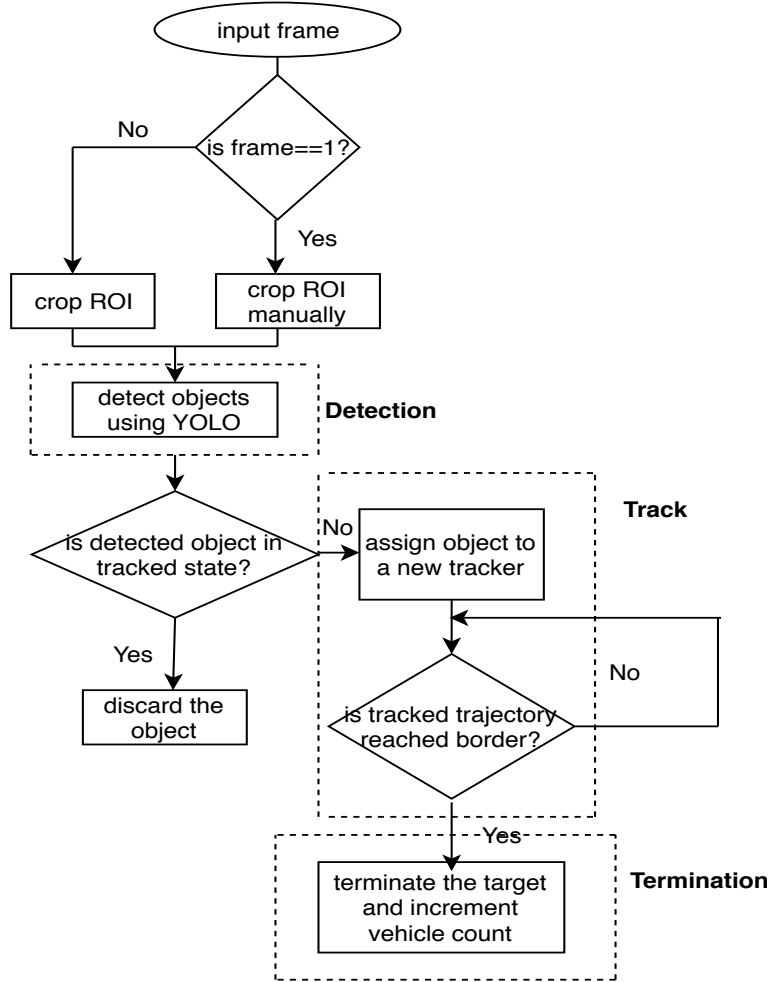 input frame
No
is frame==1?
Yes
crop ROI
crop ROI
manually
detect objects
using YOLO
Detection
is detected object in
tracked state?
No
assign object to
a new tracker
Track
Yes
discard the
object
No
is tracked trajectory
reached border?
Yes
terminate the target
and increment
vehicle count
Termination